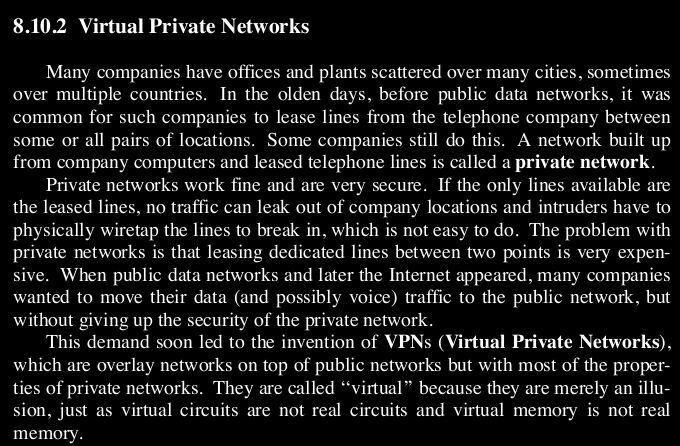 8.10.2 Virtual Private Networks
Many companies have offices and plants scattered over many cities, sometimes
over multiple countries. In the olden days, before public data networks, it was
common for such companies to lease lines from the telephone company between
some or all pairs of locations. Some companies still do this. A network built up
from company computers and leased telephone lines is called a private network.
Private networks work fine and are very secure. If the only lines available are
the leased lines, no traffic can leak out of company locations and intruders have to
physically wiretap the lines to break in, which is not easy to do. The problem with
private networks is that leasing dedicated lines between two points is very expen-
sive. When public data networks and later the Internet appeared, many companies
wanted to move their data (and possibly voice) traffic to the public network, but
without giving up the security of the private network.
This demand soon led to the invention of VPNs (Virtual Private Networks),
which are overlay networks on top of public networks but with most of the proper-
ties of private networks. They are called ‘‘virtual’’ because they are merely an illu-
sion, just as virtual circuits are not real circuits and virtual memory is not real
memory.